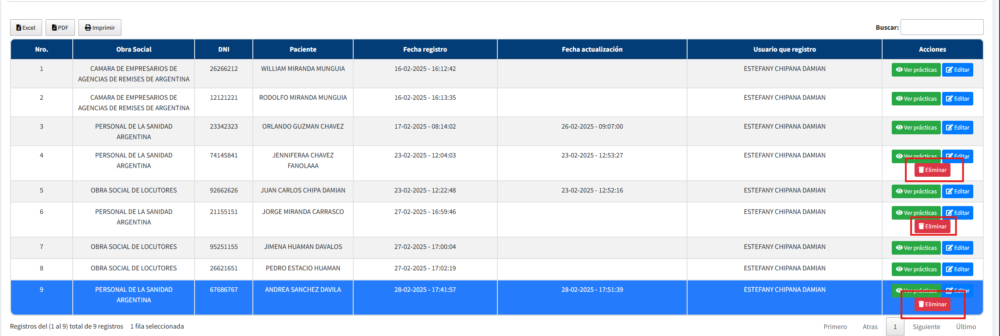 Excel PDF Imprimir Buscar:
Nro. Obra Social DNI Paciente Fecha registro Fecha actualización Usuario que registro Acciones
1 CAMARA DE EMPRESARIOS DE 26266212 WILLIAM MIRANDA MUNGUIA 16-02-2025 - 16:12:42 ESTEFANY CHIPANA DAMIAN Ver prácticas Editar
AGENCIAS DE REMISES DE ARGENTINA
2 CAMARA DE EMPRESARIOS DE 12121221 RODOLFO MIRANDA MUNGUIA 16-02-2025 - 16:13:35 ESTEFANY CHIPANA DAMIAN Ver prácticas Editar
AGENCIAS DE REMISES DE ARGENTINA
3 PERSONAL DE LA SANIDAD 23342323 ORLANDO GUZMAN CHAVEZ 17-02-2025 - 08:14:02 26-02-2025 - 09:07:00 ESTEFANY CHIPANA DAMIAN Ver prácticas Editar
ARGENTINA
4 PERSONAL DE LA SANIDAD 74145841 JENNIFERAA CHAVEZ 23-02-2025 - 12:04:03 23-02-2025 - 12:53:27 ESTEFANY CHIPANA DAMIAN Ver prácticas Editar
ARGENTINA FANOLAAA Eliminar
5 OBRA SOCIAL DE LOCUTORES 92662626 JUAN CARLOS CHIPA DAMIAN 23-02-2025 - 12:22:48 23-02-2025 - 12:52:16 ESTEFANY CHIPANA DAMIAN Ver prácticas Editar
6 PERSONAL DE LA SANIDAD 21155151 JORGE MIRANDA CARRASCO 27-02-2025 - 16:59:46 ESTEFANY CHIPANA DAMIAN Ver prácticas Editar
ARGENTINA Eliminar
7 OBRA SOCIAL DE LOCUTORES 95251155 JIMENA HUAMAN DAVALOS 27-02-2025 - 17:00:04 ESTEFANY CHIPANA DAMIAN Ver prácticas Editar
8 OBRA SOCIAL DE LOCUTORES 26621651 PEDRO ESTACIO HUAMAN 27-02-2025 - 17:02:19 ESTEFANY CHIPANA DAMIAN Ver prácticas Editar
9 PERSONAL DE LA SANIDAD 67686767 ANDREA SANCHEZ DAVILA 28-02-2025 - 17:41:57 28-02-2025 - 17:51:39 ESTEFANY CHIPANA DAMIAN Ver prácticas Editar
ARGENTINA Eliminar
Registros del (1 al 9) total de 9 registros 1 fila seleccionada Primero Atras 1 Siguiente Último